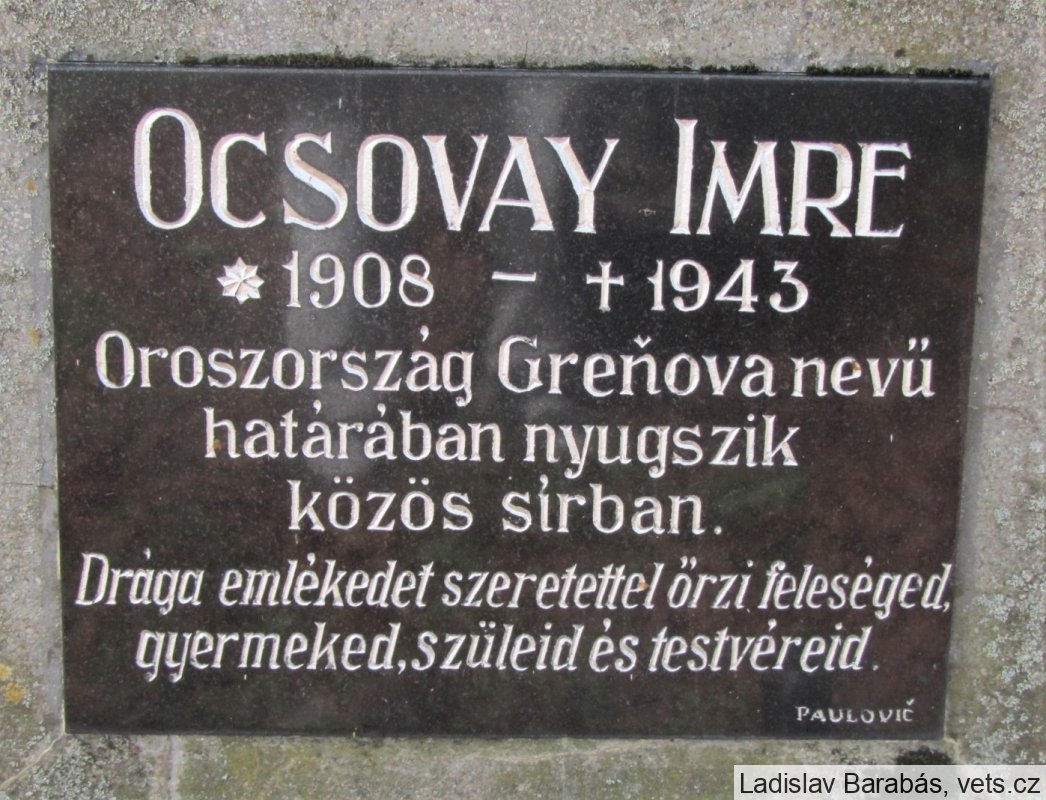 OCSOVAY IMRE
* 1908 – † 1943
Oroszország Greňova nevű
határában nyugszik
közös sírban.
Drága emlékedet szeretettel őrzi feleséged,
gyermeked, szüleid és testvéreid.
PAULOVIČ
Ladislav Barabás, vets.cz